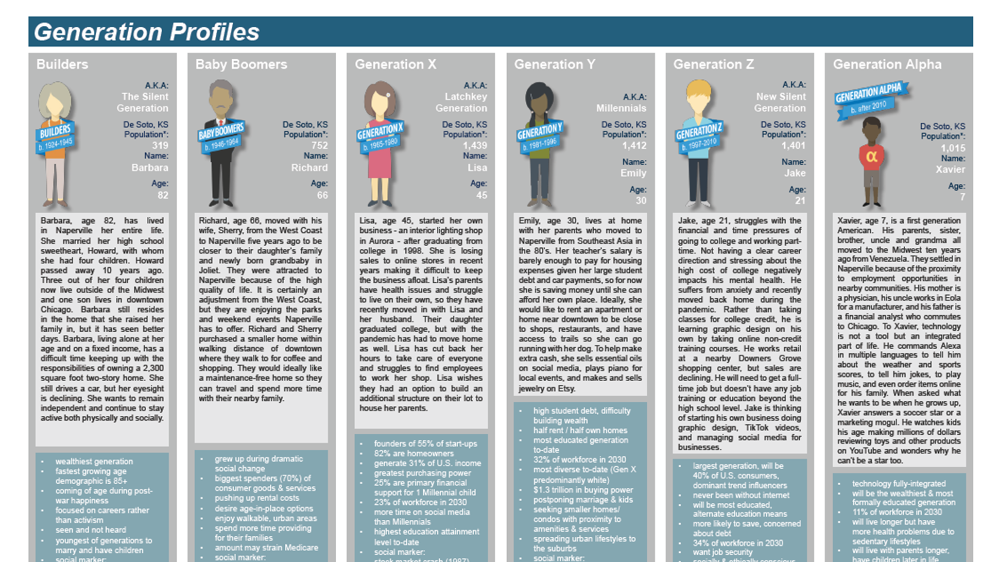 Generation Profiles
Builders
A.K.A:
The Silent
Generation
De Soto, KS
Population*:
319
Name:
Barbara
Age:
82
BUILDERS
b. 1924-1945
Barbara, age 82, has lived
in Naperville her entire life.
She married her high school
sweetheart, Howard, with whom
she had four children. Howard
passed away 10 years ago.
Three out of her four children
now live outside of the Midwest
and one son lives in downtown
Chicago. Barbara still resides
in the home that she raised her
family in, but it has seen better
days. Barbara, living alone at her
age and on a fixed income, has a
difficult time keeping up with the
responsibilities of owning a 2,300
square foot two-story home. She
still drives a car, but her eyesight
is declining. She wants to remain
independent and continue to stay
active both physically and socially.
• wealthiest generation
• fastest growing age
demographic is 85+
• coming of age during post-
war happiness
• focused on careers rather
than activism
• seen and not heard
• youngest of generations to
marry and have children
• social marker:
Baby Boomers
De Soto, KS
Population*:
752
Name:
Richard
Age:
66
BABY BOOMERS
b. 1946-1964
Richard, age 66, moved with his
wife, Sherry, from the West Coast
to Naperville five years ago to be
closer to their daughter's family
and newly born grandbaby in
Joliet. They were attracted to
Naperville because of the high
quality of life. It is certainly an
adjustment from the West Coast,
but they are enjoying the parks
and weekend events Naperville
has to offer. Richard and Sherry
purchased a smaller home within
walking distance of downtown
where they walk to for coffee and
shopping. They would ideally like
a maintenance-free home so they
can travel and spend more time
with their nearby family.
• grew up during dramatic
social change
• biggest spenders (70%) of
consumer goods & services
• pushing up rental costs
• desire age-in-place options
• enjoy walkable, urban areas
• spend more time providing
for their families
• amount may strain Medicare
• social marker:
Generation X
A.K.A:
Latchkey
Generation
De Soto, KS
Population*:
1,439
Name:
Lisa
Age:
45
GENERATION X
b. 1965-1980
Lisa, age 45, started her own
business - an interior lighting shop
in Aurora - after graduating from
college in 1998. She is losing
sales to online stores in recent
years making it difficult to keep
the business afloat. Lisa's parents
have health issues and struggle
to live on their own, so they have
recently moved in with Lisa and
her husband. Their daughter
graduated college, but with the
pandemic has had to move home
as well. Lisa has cut back her
hours to take care of everyone
and struggles to find employees
to work her shop. Lisa wishes
they had an option to build an
additional structure on their lot to
house her parents.
• founders of 55% of start-ups
• 82% are homeowners
• generate 31% of U.S. income
• greatest purchasing power
• 25% are primary financial
support for 1 Millennial child
• 23% of workforce in 2030
• more time on social media
than Millennials
• highest education attainment
level to-date
• social marker:
stock market crash (1987)
Generation Y
A.K.A:
Millennials
De Soto, KS
Population*:
1,412
Name:
Emily
Age:
30
GENERATION Y
b. 1981-1996
Emily, age 30, lives at home
with her parents who moved to
Naperville from Southeast Asia in
the 80's. Her teacher's salary is
barely enough to pay for housing
expenses given her large student
debt and car payments, so for now
she is saving money until she can
afford her own place. Ideally, she
would like to rent an apartment or
home near downtown to be close
to shops, restaurants, and have
access to trails so she can go
running with her dog. To help make
extra cash, she sells essential oils
on social media, plays piano for
local events, and makes and sells
jewelry on Etsy.
• high student debt, difficulty
building wealth
• half rent / half own homes
• most educated generation
to-date
• 32% of workforce in 2030
• most diverse to-date (Gen X
predominantly white)
• $1.3 trillion in buying power
• postponing marriage & kids
• seeking smaller homes/
condos with proximity to
amenities & services
• spreading urban lifestyles to
the suburbs
• social marker:
Generation Z
A.K.A:
New Silent
Generation
De Soto, KS
Population*:
1,401
Name:
Jake
Age:
21
GENERATION Z
b. 1997-2010
Jake, age 21, struggles with the
financial and time pressures of
going to college and working part-
time. Not having a clear career
direction and stressing about the
high cost of college negatively
impacts his mental health. He
suffers from anxiety and recently
moved back home during the
pandemic. Rather than taking
classes for college credit, he is
learning graphic design on his
own by taking online non-credit
training courses. He works retail
at a nearby Downers Grove
shopping center, but sales are
declining. He will need to get a full-
time job but doesn't have any job
training or education beyond the
high school level. Jake is thinking
of starting his own business doing
graphic design, TikTok videos,
and managing social media for
businesses.
• largest generation, will be
40% of U.S. consumers,
dominant trend influencers
• never been without internet
• will be most educated,
alternate education means
• more likely to save, concerned
about debt
• 34% of workforce in 2030
• want job security
• socially & ethically conscious
Generation Alpha
GENERATION ALPHA
b. after 2010
α
De Soto, KS
Population*:
1,015
Name:
Xavier
Age:
7
Xavier, age 7, is a first generation
American. His parents, sister,
brother, uncle and grandma all
moved to the Midwest ten years
ago from Venezuela. They settled in
Naperville because of the proximity
to employment opportunities in
nearby communities. His mother is
a physician, his uncle works in Eola
for a manufacturer, and his father is
a financial analyst who commutes
to Chicago. To Xavier, technology
is not a tool but an integrated
part of life. He commands Alexa
in multiple languages to tell him
about the weather and sports
scores, to tell him jokes, to play
music, and even order items online
for his family. When asked what
he wants to be when he grows up,
Xavier answers a soccer star or a
marketing mogul. He watches kids
his age making millions of dollars
reviewing toys and other products
on YouTube and wonders why he
can't be a star too.
• technology fully-integrated
• will be the wealthiest & most
formally educated generation
• 11% of workforce in 2030
• will live longer but have
more health problems due to
sedentary lifestyles
• will live with parents longer,
have children later in life